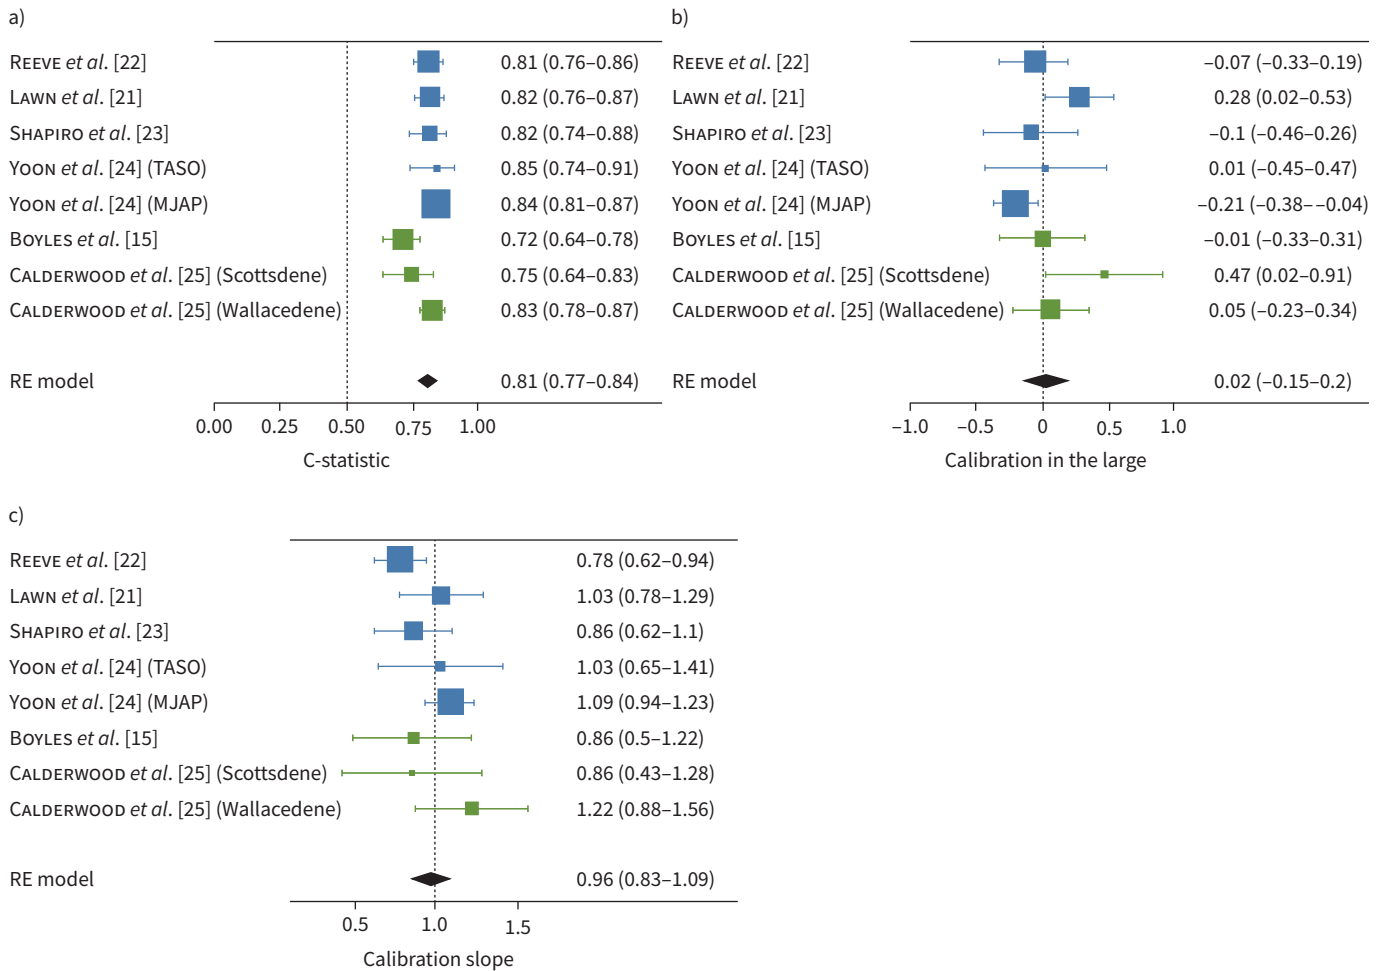 a)
REEVE et al. [22] 0.81 (0.76–0.86)
LAWN et al. [21] 0.82 (0.76–0.87)
SHAPIRO et al. [23] 0.82 (0.74–0.88)
YOON et al. [24] (TASO) 0.85 (0.74–0.91)
YOON et al. [24] (MJAP) 0.84 (0.81–0.87)
BOYLES et al. [15] 0.72 (0.64–0.78)
CALDERWOOD et al. [25] (Scottsdene) 0.75 (0.64–0.83)
CALDERWOOD et al. [25] (Wallacedene) 0.83 (0.78–0.87)
RE model 0.81 (0.77–0.84)
0.00 0.25 0.50 0.75 1.00
C-statistic
b)
REEVE et al. [22] –0.07 (–0.33–0.19)
LAWN et al. [21] 0.28 (0.02–0.53)
SHAPIRO et al. [23] –0.1 (–0.46–0.26)
YOON et al. [24] (TASO) 0.01 (–0.45–0.47)
YOON et al. [24] (MJAP) –0.21 (–0.38– –0.04)
BOYLES et al. [15] –0.01 (–0.33–0.31)
CALDERWOOD et al. [25] (Scottsdene) 0.47 (0.02–0.91)
CALDERWOOD et al. [25] (Wallacedene) 0.05 (–0.23–0.34)
RE model 0.02 (–0.15–0.2)
–1.0 –0.5 0 0.5 1.0
Calibration in the large
c)
REEVE et al. [22] 0.78 (0.62–0.94)
LAWN et al. [21] 1.03 (0.78–1.29)
SHAPIRO et al. [23] 0.86 (0.62–1.1)
YOON et al. [24] (TASO) 1.03 (0.65–1.41)
YOON et al. [24] (MJAP) 1.09 (0.94–1.23)
BOYLES et al. [15] 0.86 (0.5–1.22)
CALDERWOOD et al. [25] (Scottsdene) 0.86 (0.43–1.28)
CALDERWOOD et al. [25] (Wallacedene) 1.22 (0.88–1.56)
RE model 0.96 (0.83–1.09)
0.5 1.0 1.5
Calibration slope